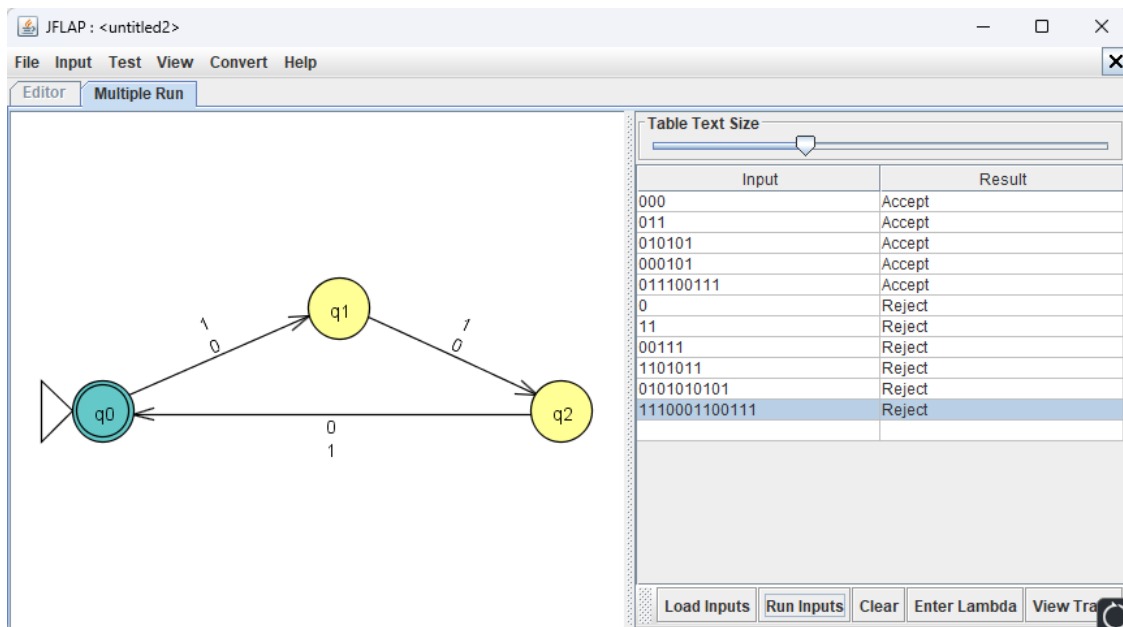 JFLAP : <untitled2>
File Input Test View Convert Help
Editor Multiple Run
Table Text Size
Input Result
000 Accept
011 Accept
010101 Accept
000101 Accept
011100111 Accept
0 Reject
11 Reject
00111 Reject
1101011 Reject
0101010101 Reject
1110001100111 Reject
q1
1
0
1
0
q0
q2
0
1
Load Inputs Run Inputs Clear Enter Lambda View Tra